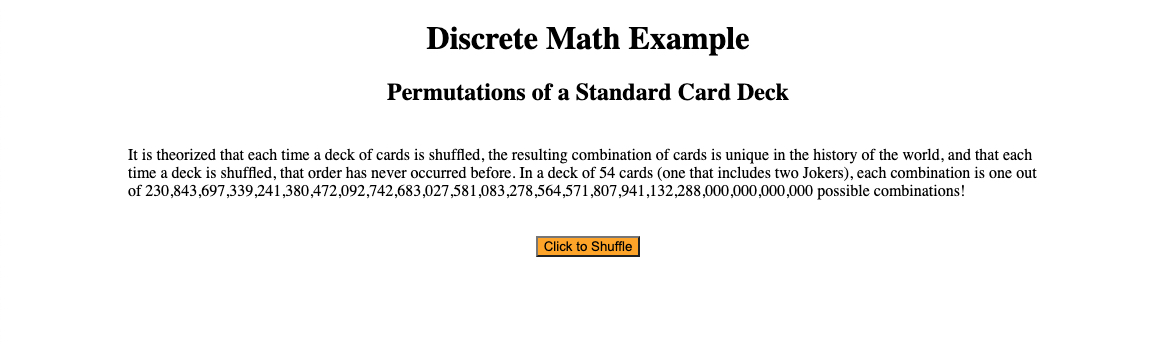 Discrete Math Example
Permutations of a Standard Card Deck
It is theorized that each time a deck of cards is shuffled, the resulting combination of cards is unique in the history of the world, and that each
time a deck is shuffled, that order has never occurred before. In a deck of 54 cards (one that includes two Jokers), each combination is one out
of 230,843,697,339,241,380,472,092,742,683,027,581,083,278,564,571,807,941,132,288,000,000,000,000 possible combinations!
Click to Shuffle